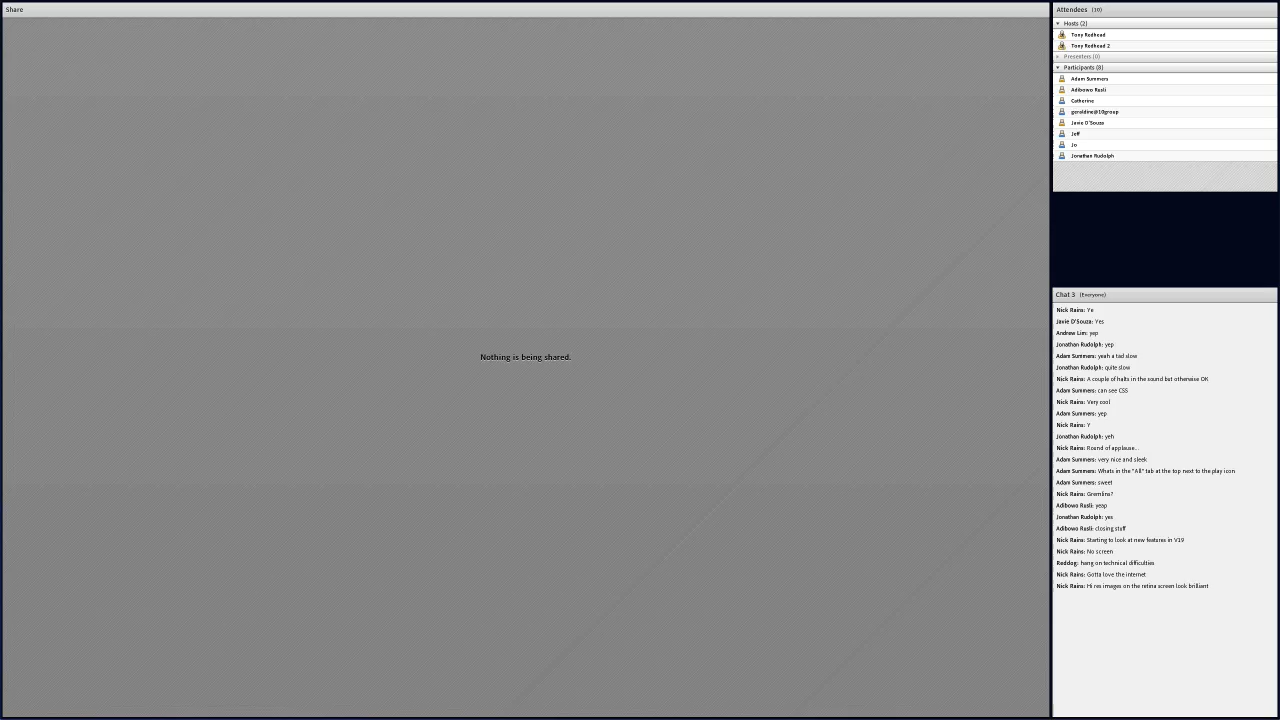 Share
Nothing is being shared.
Attendees (10)
Hosts (2)
Tony Redhead
Tony Redhead 2
Presenters (0)
Participants (8)
Adam Summers
Adibowo Rusli
Catherine
geraldine@10group
Javie D'Souza
Jeff
Jo
Jonathan Rudolph
Chat 3 (Everyone)
Nick Rains: Ye
Javie D'Souza: Yes
Andrew Lim: yep
Jonathan Rudolph: yep
Adam Summers: yeah a tad slow
Jonathan Rudolph: quite slow
Nick Rains: A couple of halts in the sound but otherwise OK
Adam Summers: can see CSS
Nick Rains: Very cool
Adam Summers: yep
Nick Rains: Y
Jonathan Rudolph: yeh
Nick Rains: Round of applause...
Adam Summers: very nice and sleek
Adam Summers: Whats in the "All" tab at the top next to the play icon
Adam Summers: sweet
Nick Rains: Gremlins?
Adibowo Rusli: yeap
Jonathan Rudolph: yes
Adibowo Rusli: closing stuff
Nick Rains: Starting to look at new features in V19
Nick Rains: No screen
Reddog: hang on technical difficulties
Nick Rains: Gotta love the internet
Nick Rains: Hi res images on the retina screen look brilliant